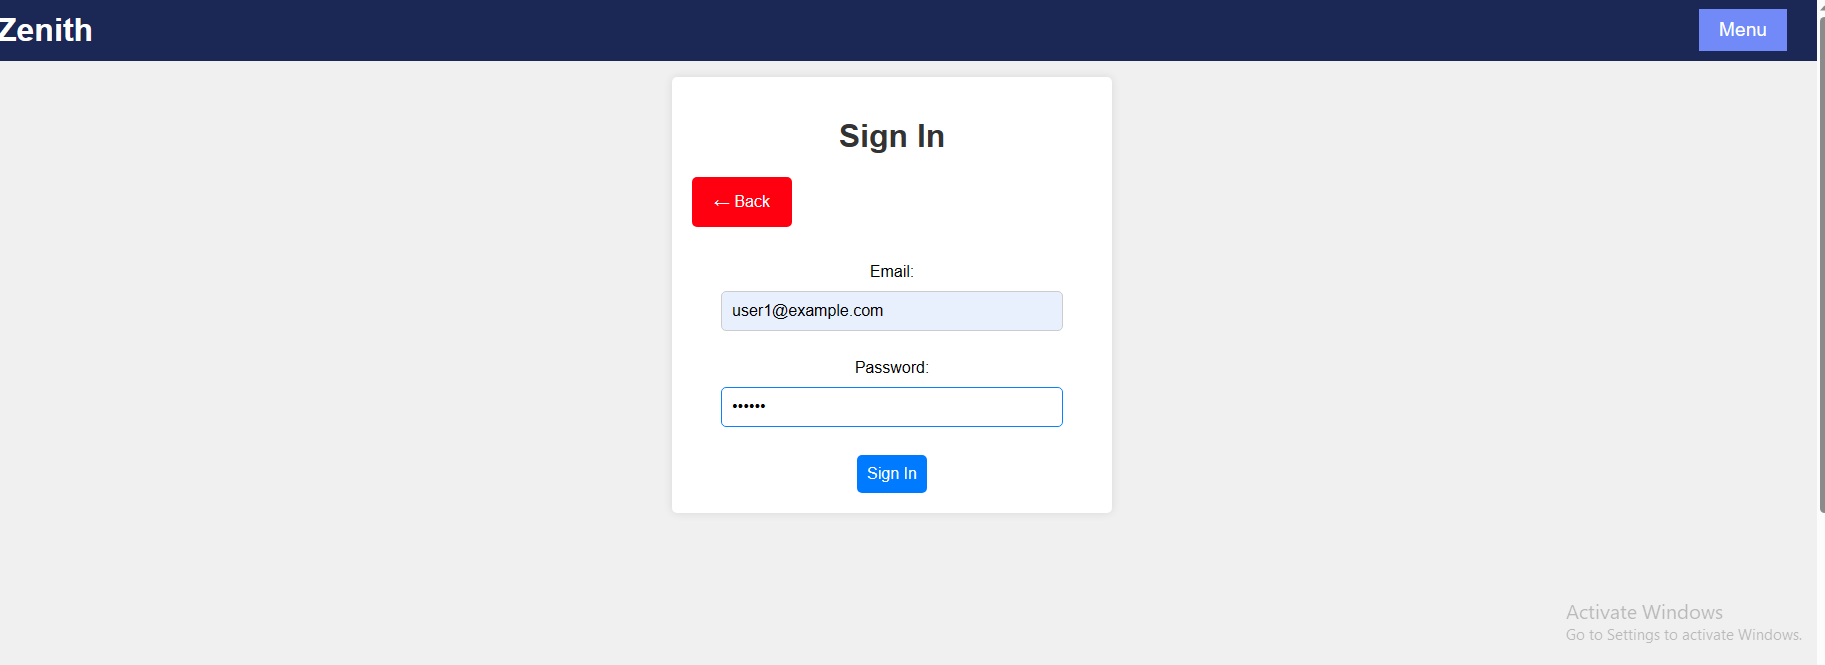 Zenith
Menu
Sign In
← Back
Email:
user1@example.com
Password:
••••••
Sign In
Activate Windows
Go to Settings to activate Windows.